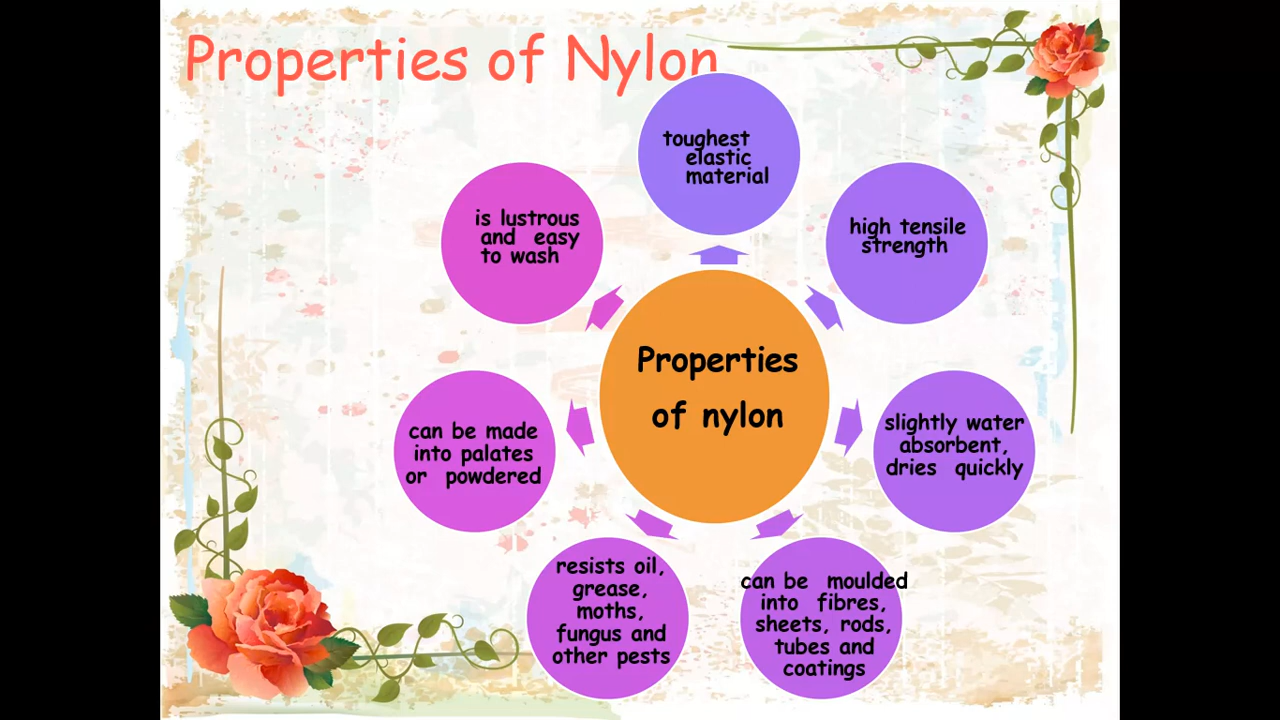 Properties of Nylon
toughest
elastic
material
high tensile
strength
slightly water
absorbent,
dries quickly
can be moulded
into fibres,
sheets, rods,
tubes and
coatings
resists oil,
grease,
moths,
fungus and
other pests
can be made
into palates
or powdered
is lustrous
and easy
to wash
Properties
of nylon